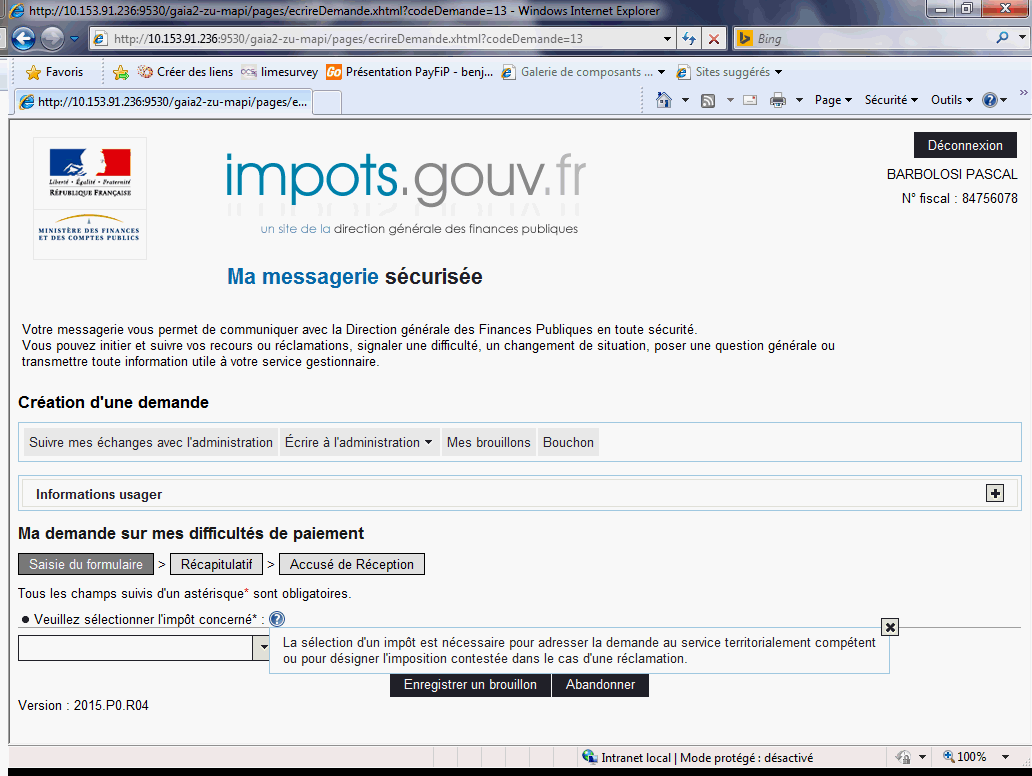 http://10.153.91.236:9530/gaia2-zu-mapi/pages/ecrireDemande.xhtml?codeDemande=13 - Windows Internet Explorer
http://10.153.91.236:9530/gaia2-zu-mapi/pages/ecrireDemande.xhtml?codeDemande=13
Bing
Favoris
Créer des liens
limesurvey
Présentation PayFiP - benj...
Galerie de composants ...
Sites suggérés
http://10.153.91.236:9530/gaia2-zu-mapi/pages/e...
Page
Sécurité
Outils
Liberté • Égalité • Fraternité
RÉPUBLIQUE FRANÇAISE
MINISTÈRE DES FINANCES
ET DES COMPTES PUBLICS
impots.gouv.fr
un site de la direction générale des finances publiques
Déconnexion
BARBOLOSI PASCAL
N° fiscal : 84756078
Ma messagerie sécurisée
Votre messagerie vous permet de communiquer avec la Direction générale des Finances Publiques en toute sécurité.
Vous pouvez initier et suivre vos recours ou réclamations, signaler une difficulté, un changement de situation, poser une question générale ou
transmettre toute information utile à votre service gestionnaire.
Création d'une demande
Suivre mes échanges avec l'administration
Écrire à l'administration
Mes brouillons
Bouchon
Informations usager
Ma demande sur mes difficultés de paiement
Saisie du formulaire > Récapitulatif > Accusé de Réception
Tous les champs suivis d'un astérisque* sont obligatoires.
● Veuillez sélectionner l'impôt concerné* :
La sélection d'un impôt est nécessaire pour adresser la demande au service territorialement compétent
ou pour désigner l'imposition contestée dans le cas d'une réclamation.
Enregistrer un brouillon
Abandonner
Version : 2015.P0.R04
Intranet local | Mode protégé : désactivé
100%